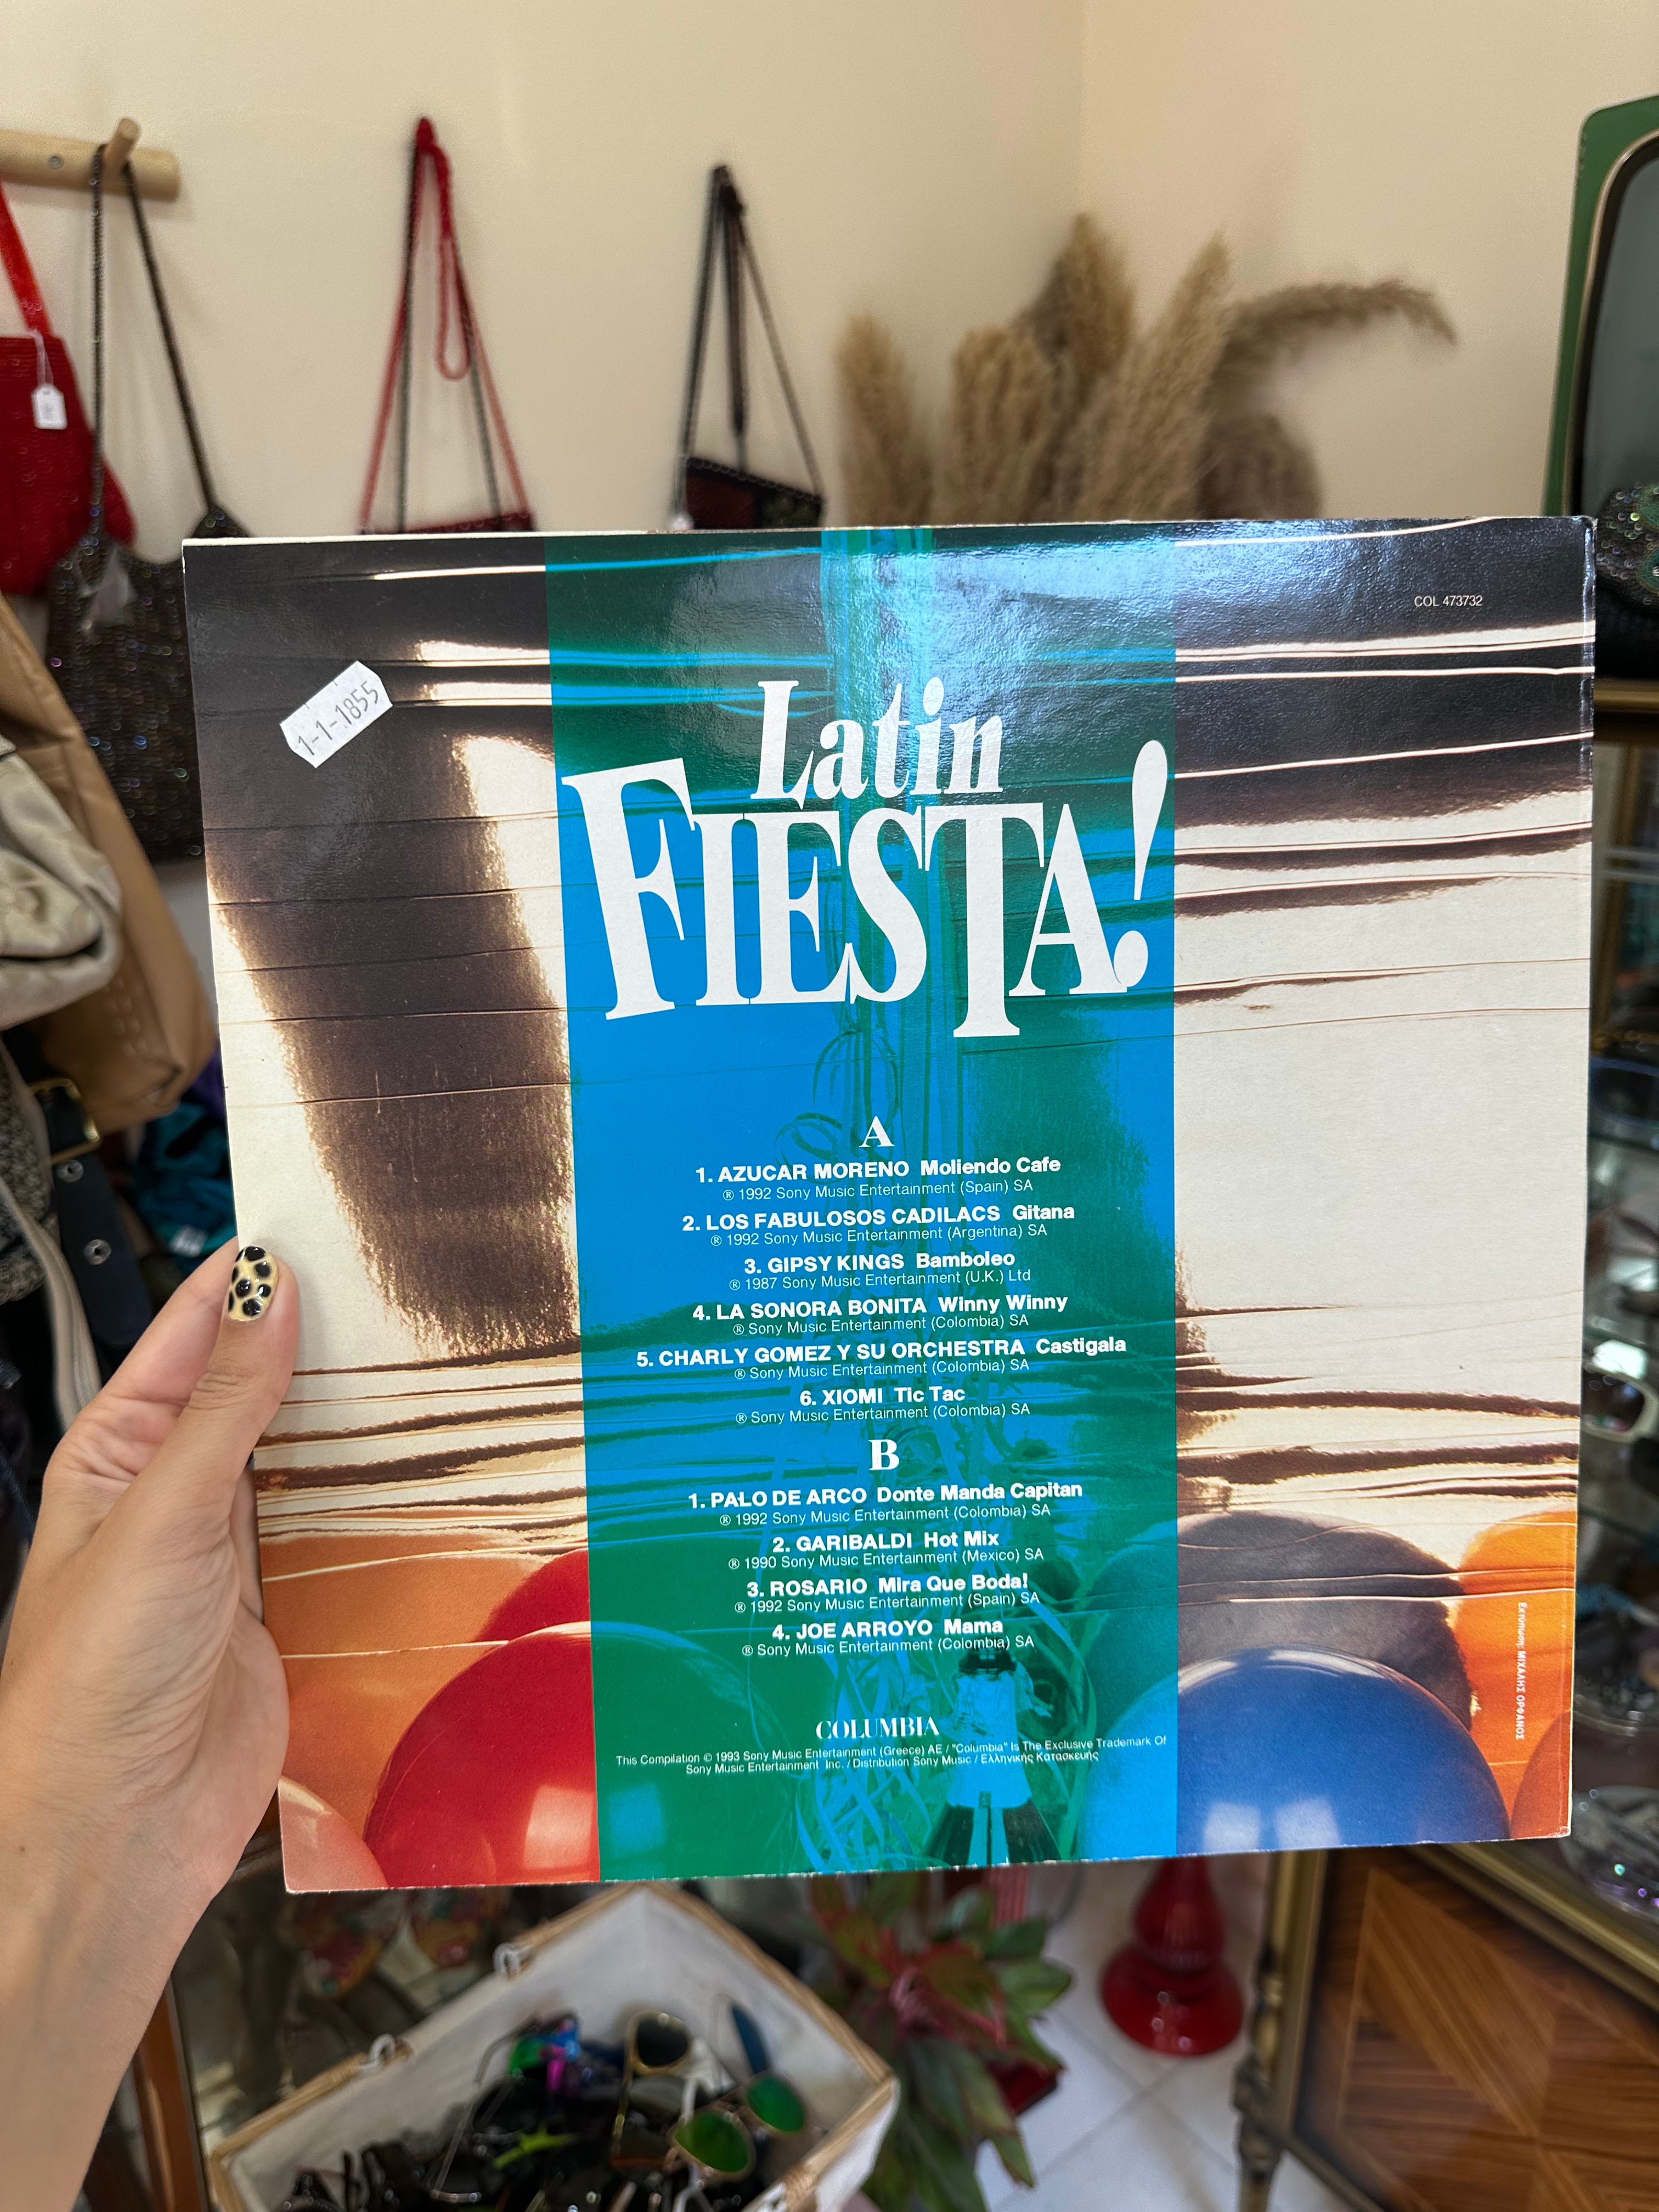 COL 473732
1-1-1855
Latin
FIESTA!
A
1. AZUCAR MORENO Moliendo Cafe
® 1992 Sony Music Entertainment (Spain) SA
2. LOS FABULOSOS CADILACS Gitana
® 1992 Sony Music Entertainment (Argentina) SA
3. GIPSY KINGS Bamboleo
® 1987 Sony Music Entertainment (U.K.) Ltd
4. LA SONORA BONITA Winny Winny
® Sony Music Entertainment (Colombia) SA
5. CHARLY GOMEZ Y SU ORCHESTRA Castigala
® Sony Music Entertainment (Colombia) SA
6. XIOMI Tic Tac
® Sony Music Entertainment (Colombia) SA
B
1. PALO DE ARCO Donte Manda Capitan
® 1992 Sony Music Entertainment (Colombia) SA
2. GARIBALDI Hot Mix
® 1990 Sony Music Entertainment (Mexico) SA
3. ROSARIO Mira Que Boda!
® 1992 Sony Music Entertainment (Spain) SA
4. JOE ARROYO Mama
® Sony Music Entertainment (Colombia) SA
COLUMBIA
This Compilation © 1993 Sony Music Entertainment (Greece) AE / "Columbia" Is The Exclusive Trademark Of
Sony Music Entertainment Inc. / Distribution Sony Music / Ελληνικής Κατασκευής
Εκτύπωση: ΜΙΧΑΛΗΣ ΟΡΦΑΝΟΣ